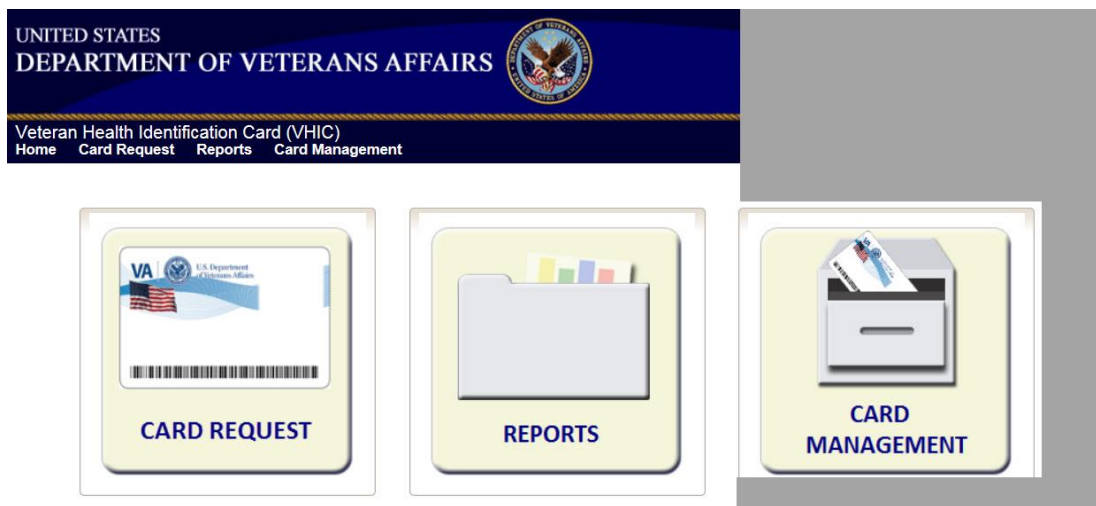 UNITED STATES
DEPARTMENT OF VETERANS AFFAIRS
Veteran Health Identification Card (VHIC)
Home Card Request Reports Card Management
VA
U.S. Department
of Veterans Affairs
CARD REQUEST
REPORTS
CARD
MANAGEMENT